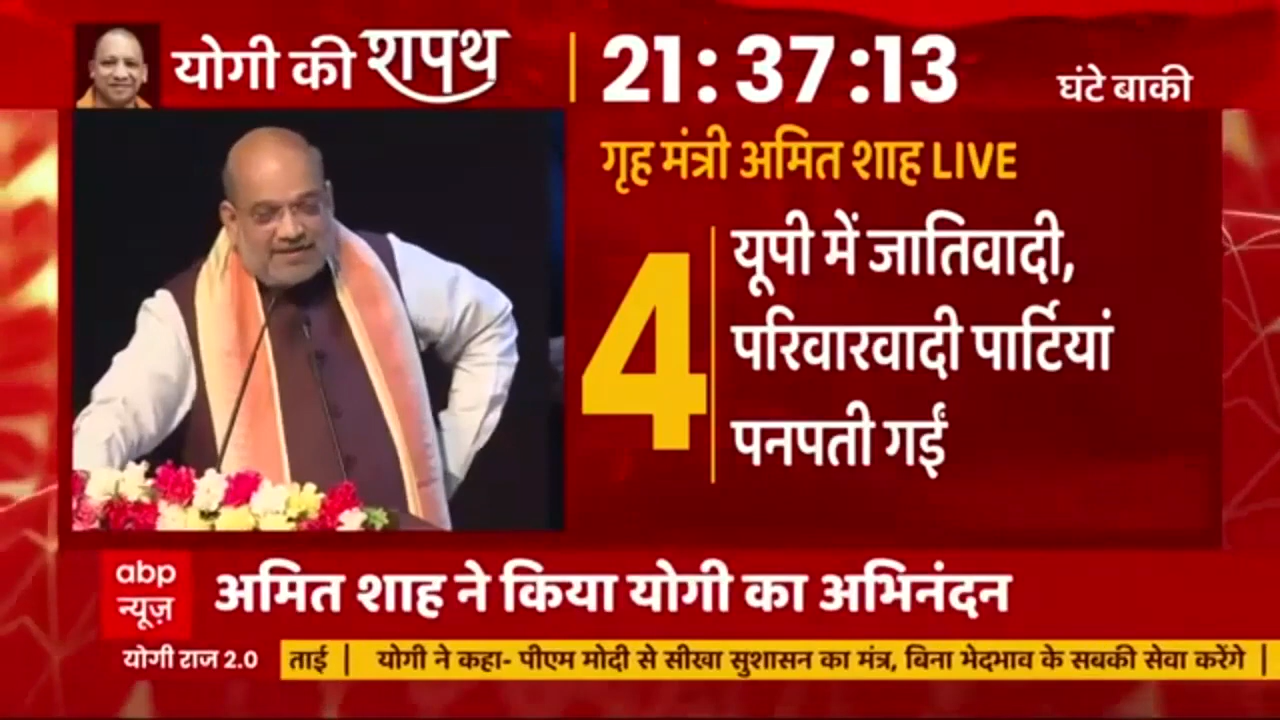 योगी की शपथ
21:37:13
घंटे बाकी
गृह मंत्री अमित शाह LIVE
4
यूपी में जातिवादी,
परिवारवादी पार्टियां
पनपती गईं
abp
न्यूज़
अमित शाह ने किया योगी का अभिनंदन
योगी राज 2.0
ताई | योगी ने कहा- पीएम मोदी से सीखा सुशासन का मंत्र, बिना भेदभाव के सबकी सेवा करेंगे |